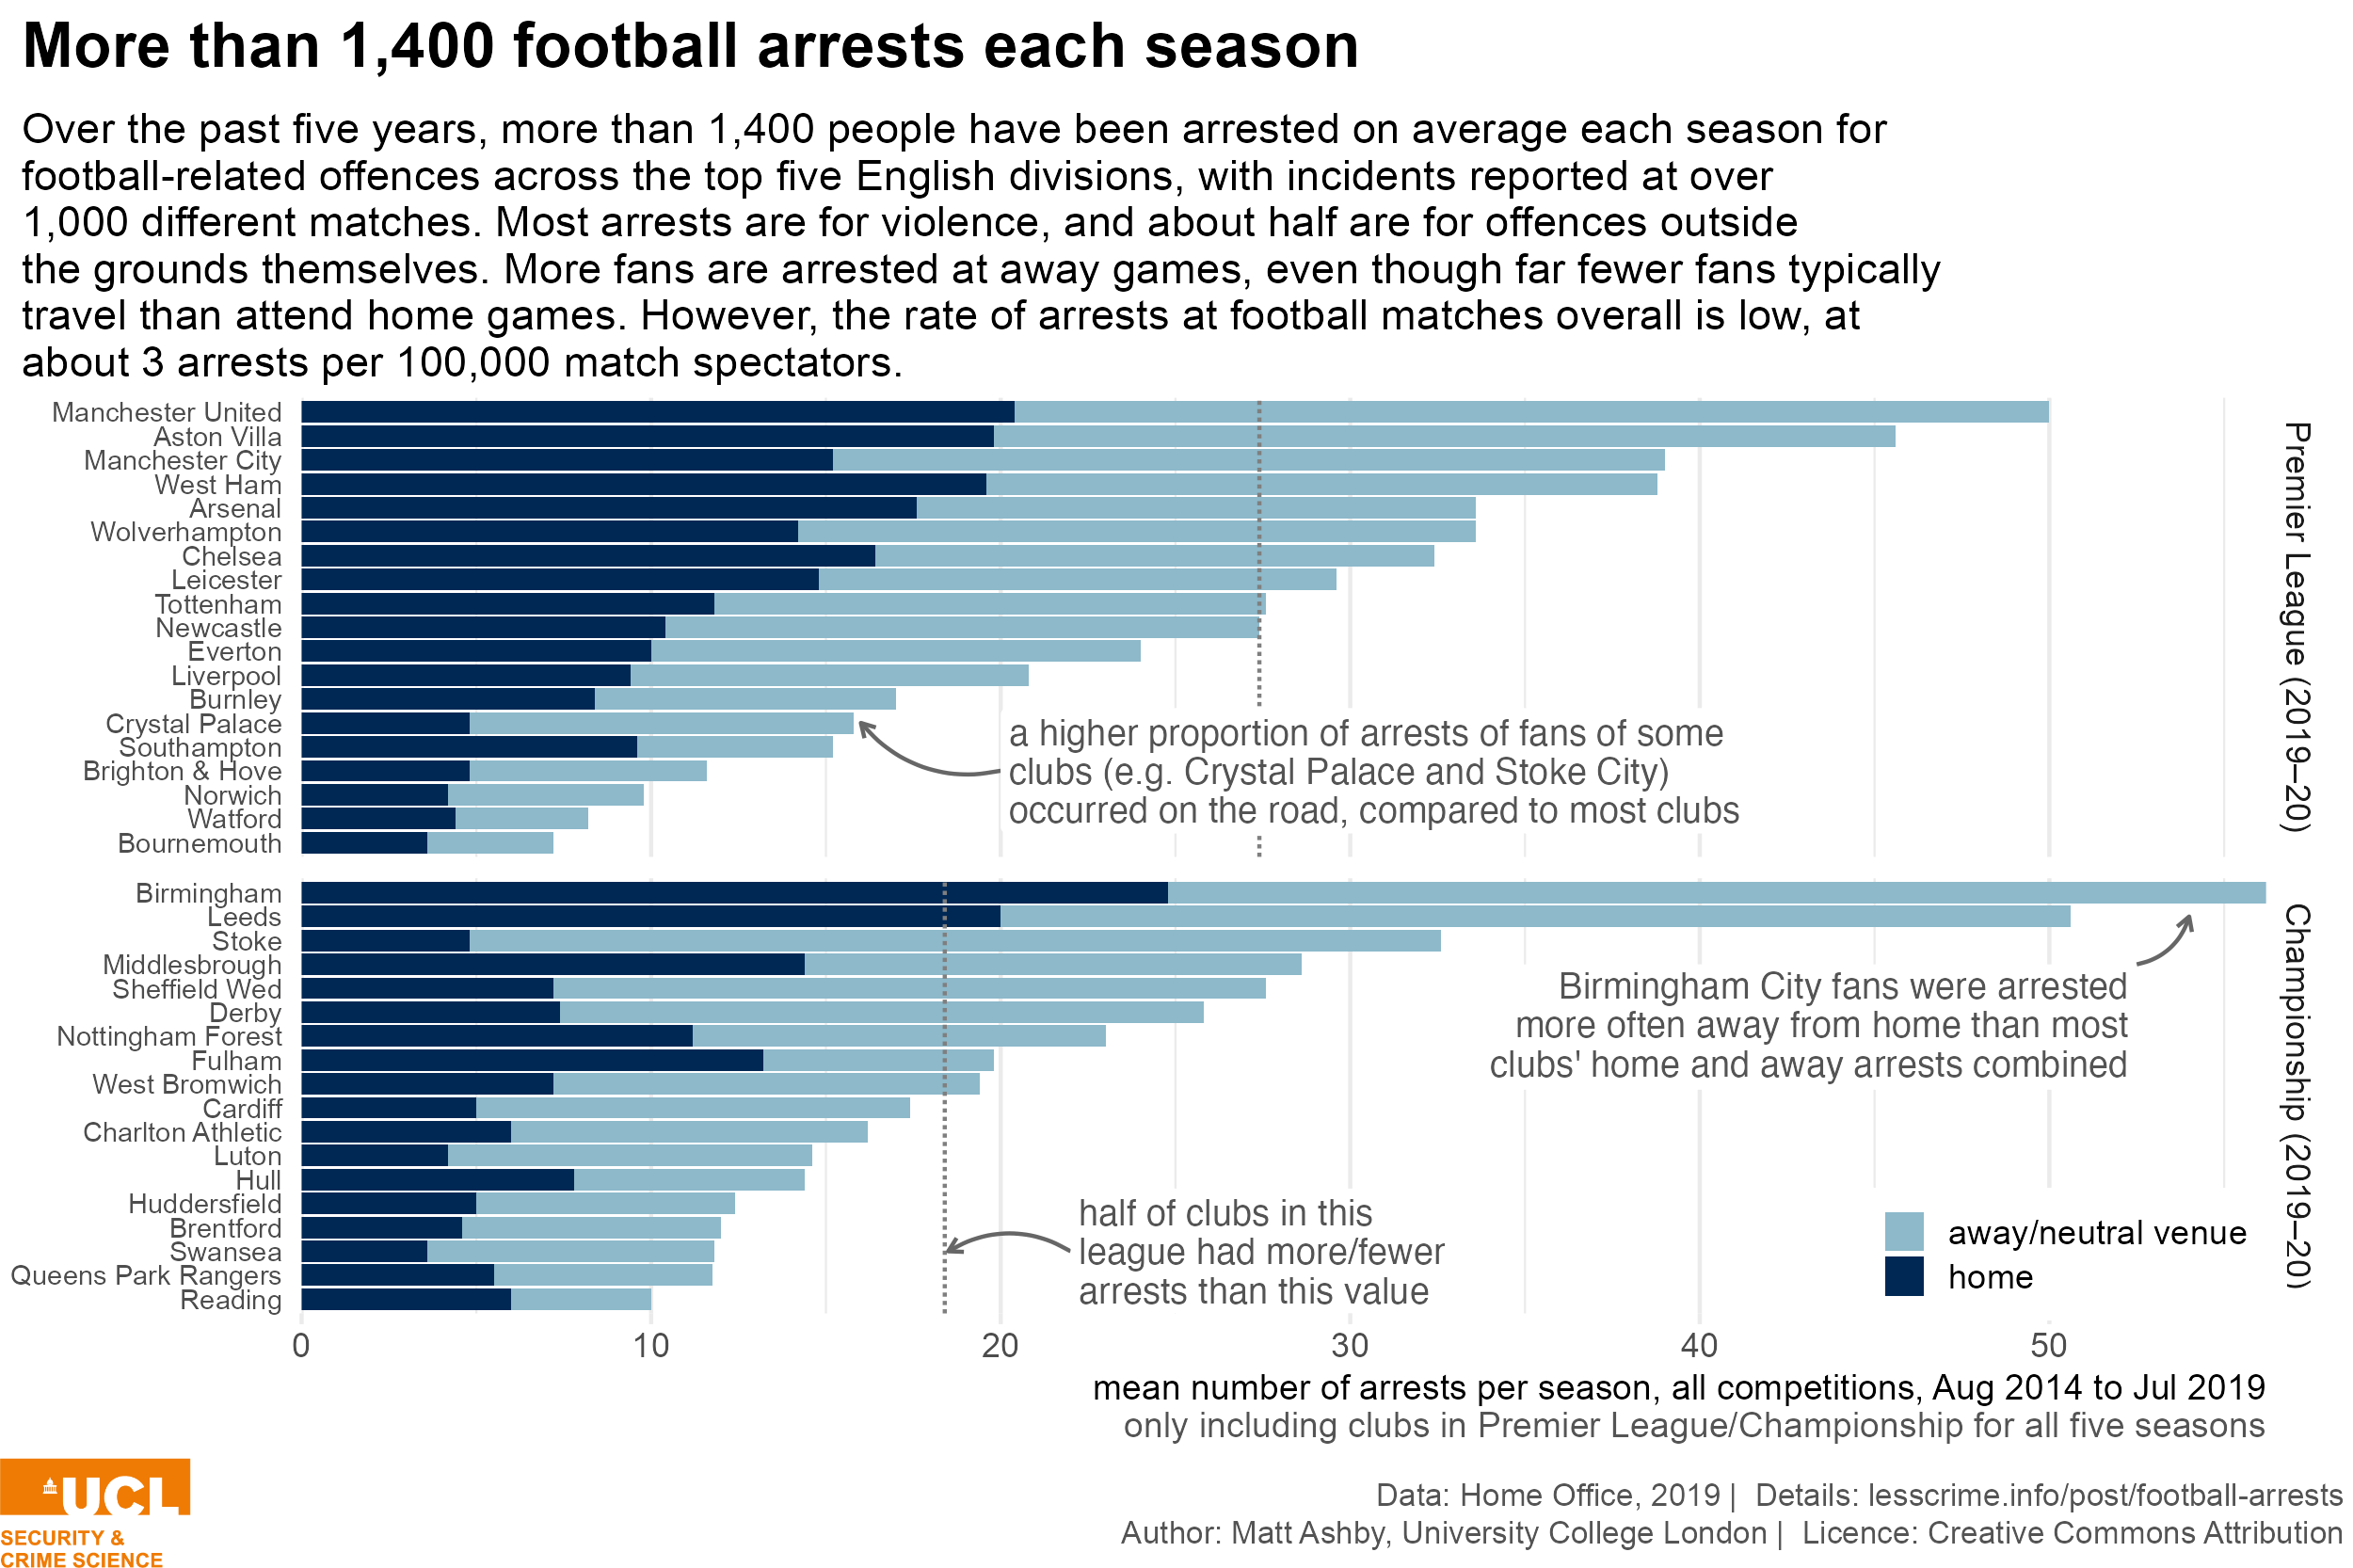 More than 1,400 football arrests each season
Over the past five years, more than 1,400 people have been arrested on average each season for
football-related offences across the top five English divisions, with incidents reported at over
1,000 different matches. Most arrests are for violence, and about half are for offences outside
the grounds themselves. More fans are arrested at away games, even though far fewer fans typically
travel than attend home games. However, the rate of arrests at football matches overall is low, at
about 3 arrests per 100,000 match spectators.
Manchester United
Aston Villa
Manchester City
West Ham
Arsenal
Wolverhampton
Chelsea
Leicester
Tottenham
Newcastle
Everton
Liverpool
Burnley
Crystal Palace
Southampton
Brighton & Hove
Norwich
Watford
Bournemouth
a higher proportion of arrests of fans of some
clubs (e.g. Crystal Palace and Stoke City)
occurred on the road, compared to most clubs
Premier League (2019–20)
Birmingham
Leeds
Stoke
Middlesbrough
Sheffield Wed
Derby
Nottingham Forest
Fulham
West Bromwich
Cardiff
Charlton Athletic
Luton
Hull
Huddersfield
Brentford
Swansea
Queens Park Rangers
Reading
Birmingham City fans were arrested
more often away from home than most
clubs' home and away arrests combined
half of clubs in this
league had more/fewer
arrests than this value
away/neutral venue
home
Championship (2019–20)
0 10 20 30 40 50
mean number of arrests per season, all competitions, Aug 2014 to Jul 2019
only including clubs in Premier League/Championship for all five seasons
UCL
SECURITY &
CRIME SCIENCE
Data: Home Office, 2019 | Details: lesscrime.info/post/football-arrests
Author: Matt Ashby, University College London | Licence: Creative Commons Attribution